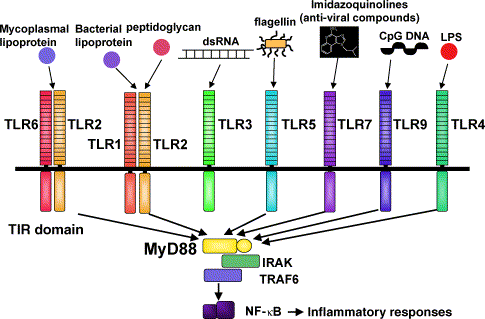 Mycoplasmal
lipoprotein
Bacterial
lipoprotein
peptidoglycan
dsRNA
flagellin
Imidazoquinolines
(anti-viral compounds)
CpG DNA
LPS
TLR6
TLR2
TLR1
TLR2
TLR3
TLR5
TLR7
TLR9
TLR4
TIR domain
MyD88
IRAK
TRAF6
NF-κB
Inflammatory responses